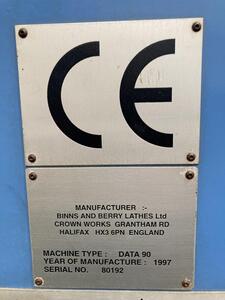 CE
MANUFACTURER :-
BINNS AND BERRY LATHES Ltd
CROWN WORKS GRANTHAM RD
HALIFAX HX3 6PN ENGLAND
MACHINE TYPE : DATA 90
YEAR OF MANUFACTURE : 1997
SERIAL NO. 80192